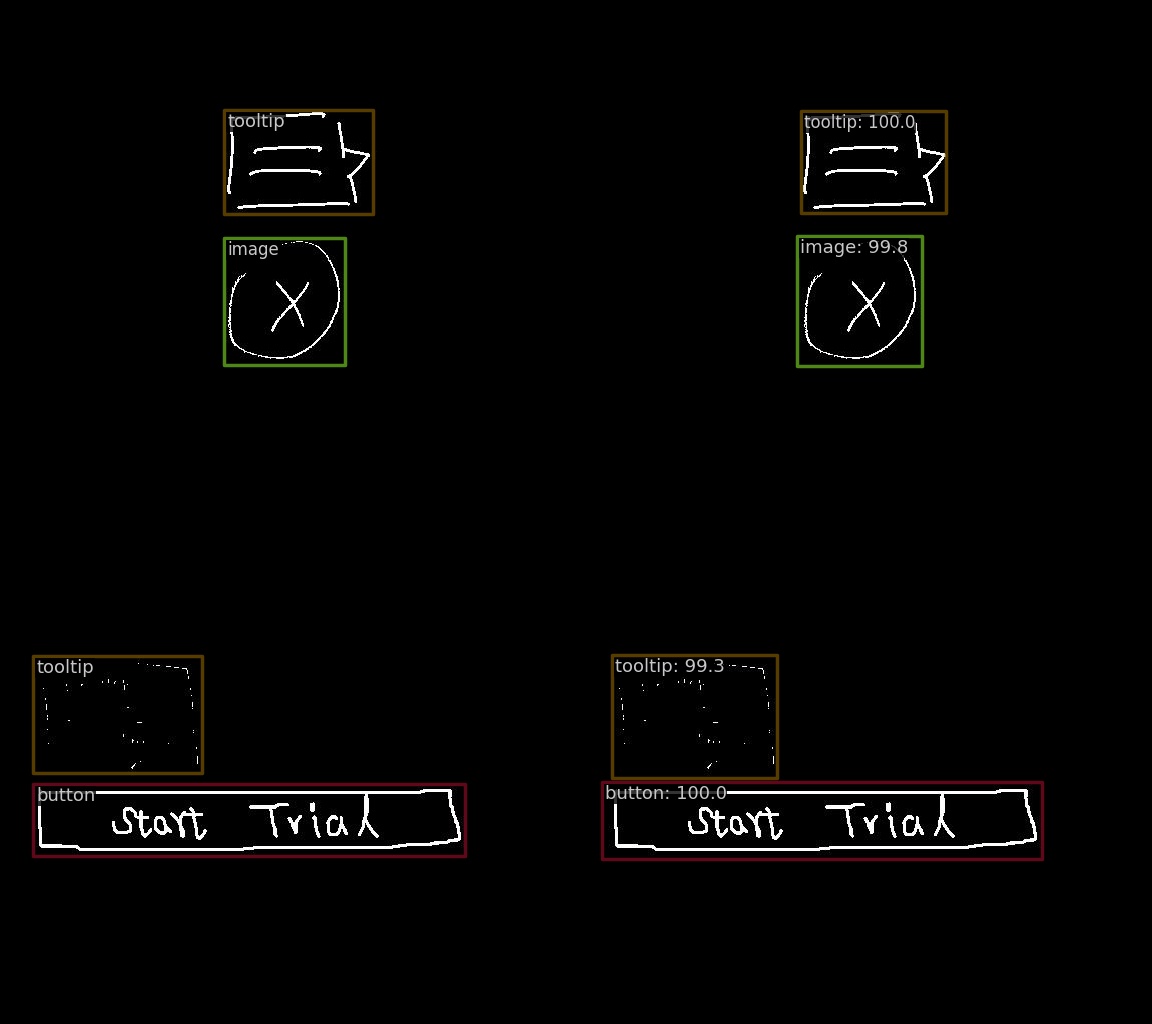 tooltip
tooltip: 100.0
image
image: 99.8
X
X
tooltip
tooltip: 99.3
button
button: 100.0
Start Trial
Start Trial